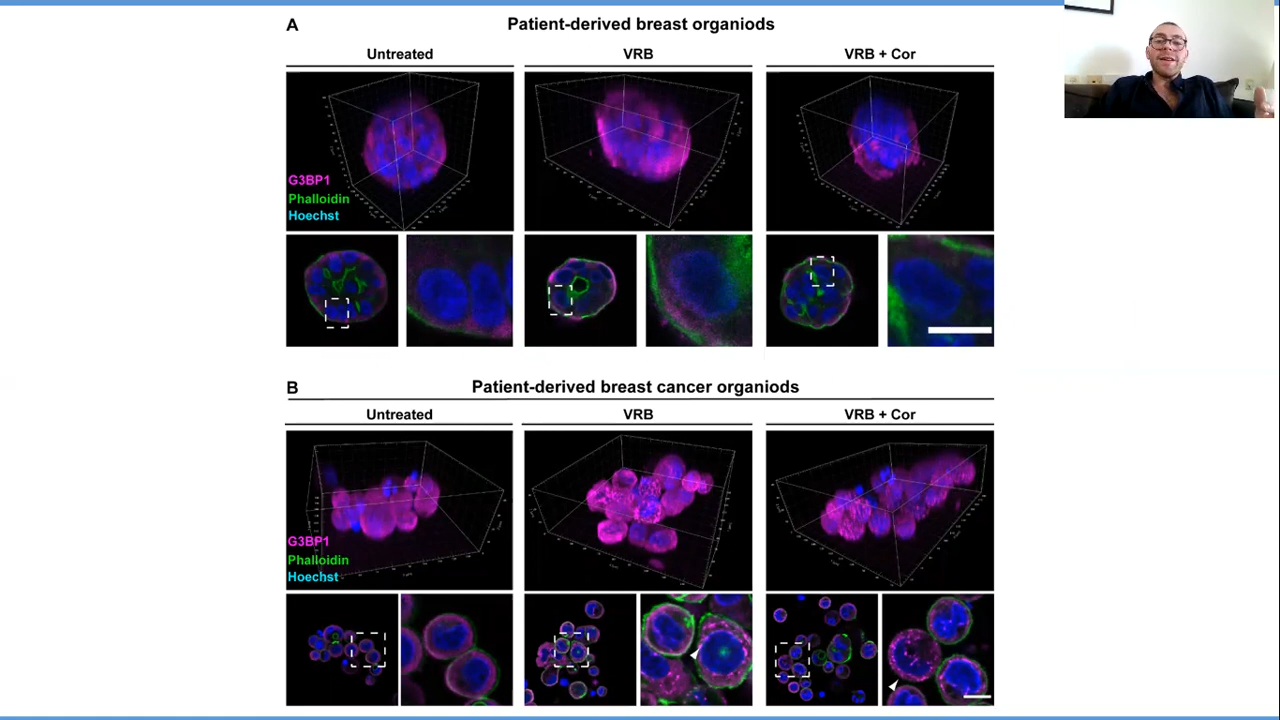 A
Patient-derived breast organiods
Untreated
VRB
VRB + Cor
G3BP1
Phalloidin
Hoechst
B
Patient-derived breast cancer organiods
Untreated
VRB
VRB + Cor
G3BP1
Phalloidin
Hoechst